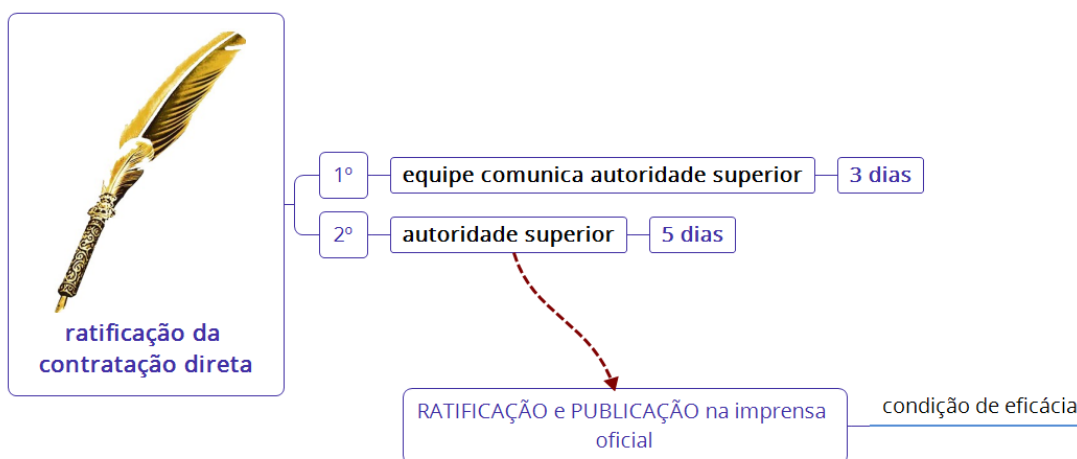 ratificação da
contratação direta
1º
equipe comunica autoridade superior
3 dias
2º
autoridade superior
5 dias
RATIFICAÇÃO e PUBLICAÇÃO na imprensa
oficial
condição de eficácia